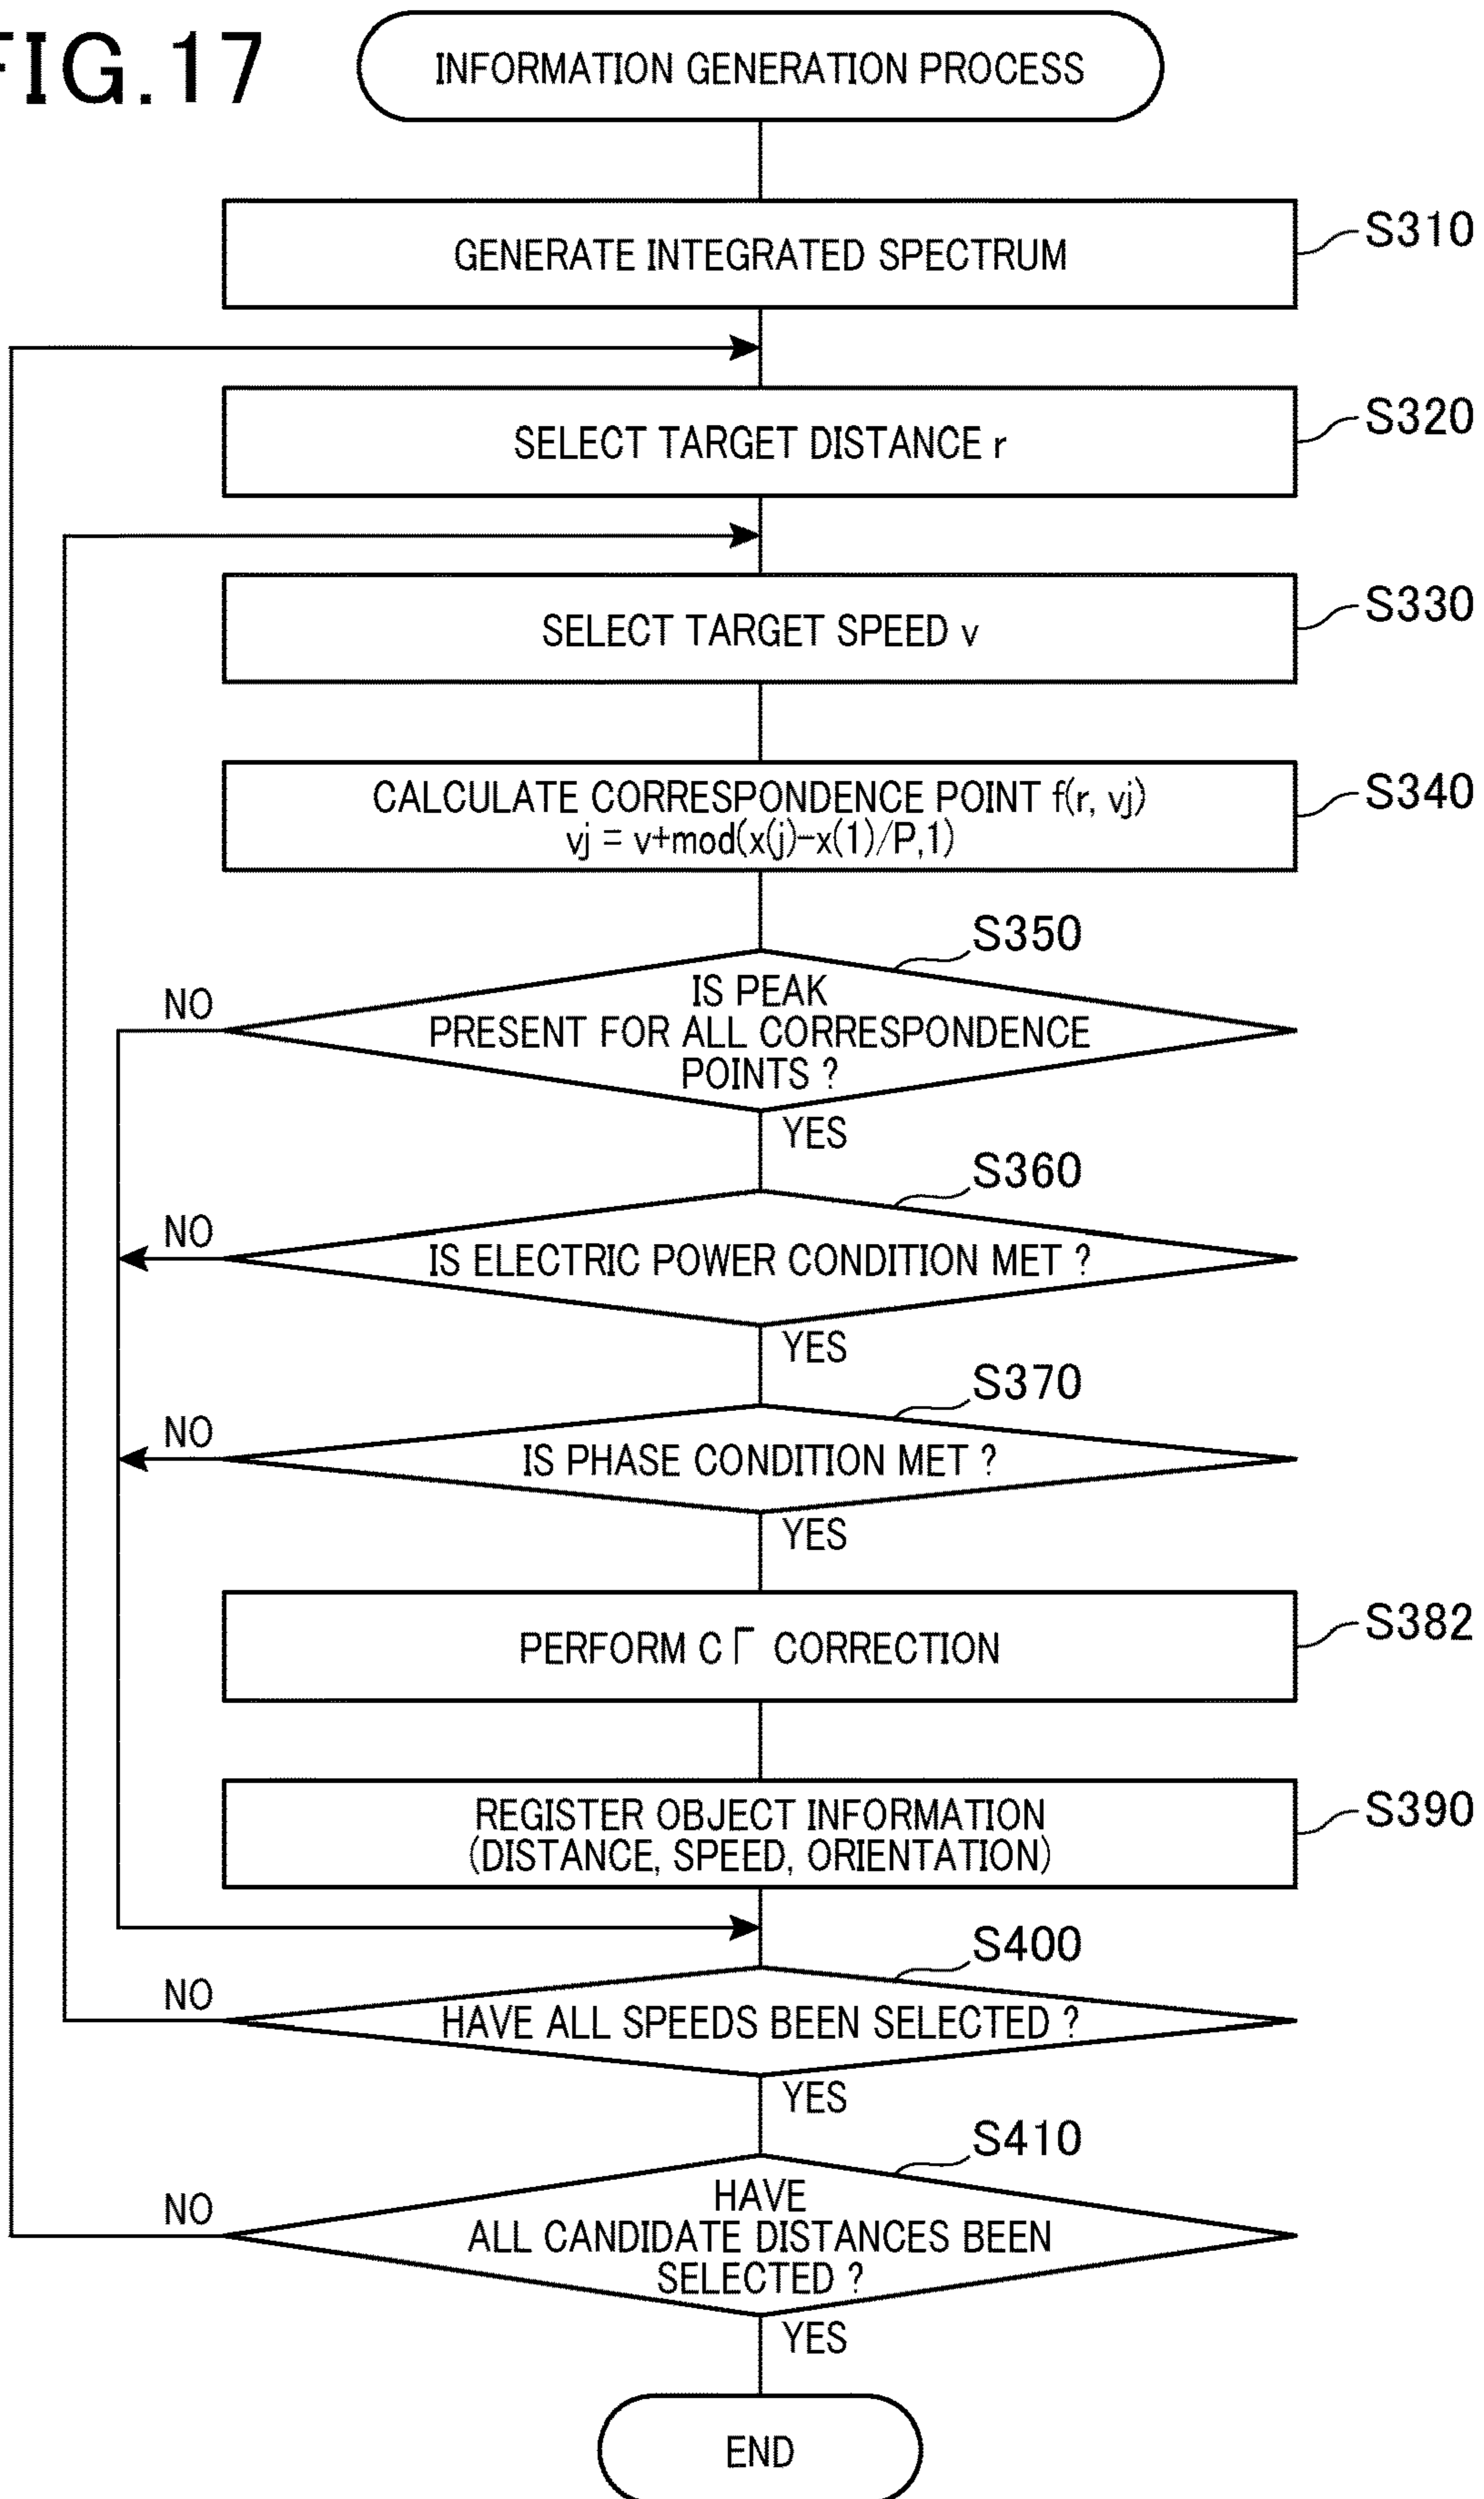 FIG.17
INFORMATION GENERATION PROCESS
GENERATE INTEGRATED SPECTRUM
S310
SELECT TARGET DISTANCE r
S320
SELECT TARGET SPEED v
S330
CALCULATE CORRESPONDENCE POINT f(r, vj)
vj = v+mod(x(j)-x(1)/P,1)
S340
S350
IS PEAK
PRESENT FOR ALL CORRESPONDENCE
POINTS ?
NO
YES
S360
IS ELECTRIC POWER CONDITION MET ?
NO
YES
S370
IS PHASE CONDITION MET ?
NO
YES
PERFORM CΓ CORRECTION
S382
REGISTER OBJECT INFORMATION
(DISTANCE, SPEED, ORIENTATION)
S390
S400
HAVE ALL SPEEDS BEEN SELECTED ?
NO
YES
S410
HAVE
ALL CANDIDATE DISTANCES BEEN
SELECTED ?
NO
YES
END